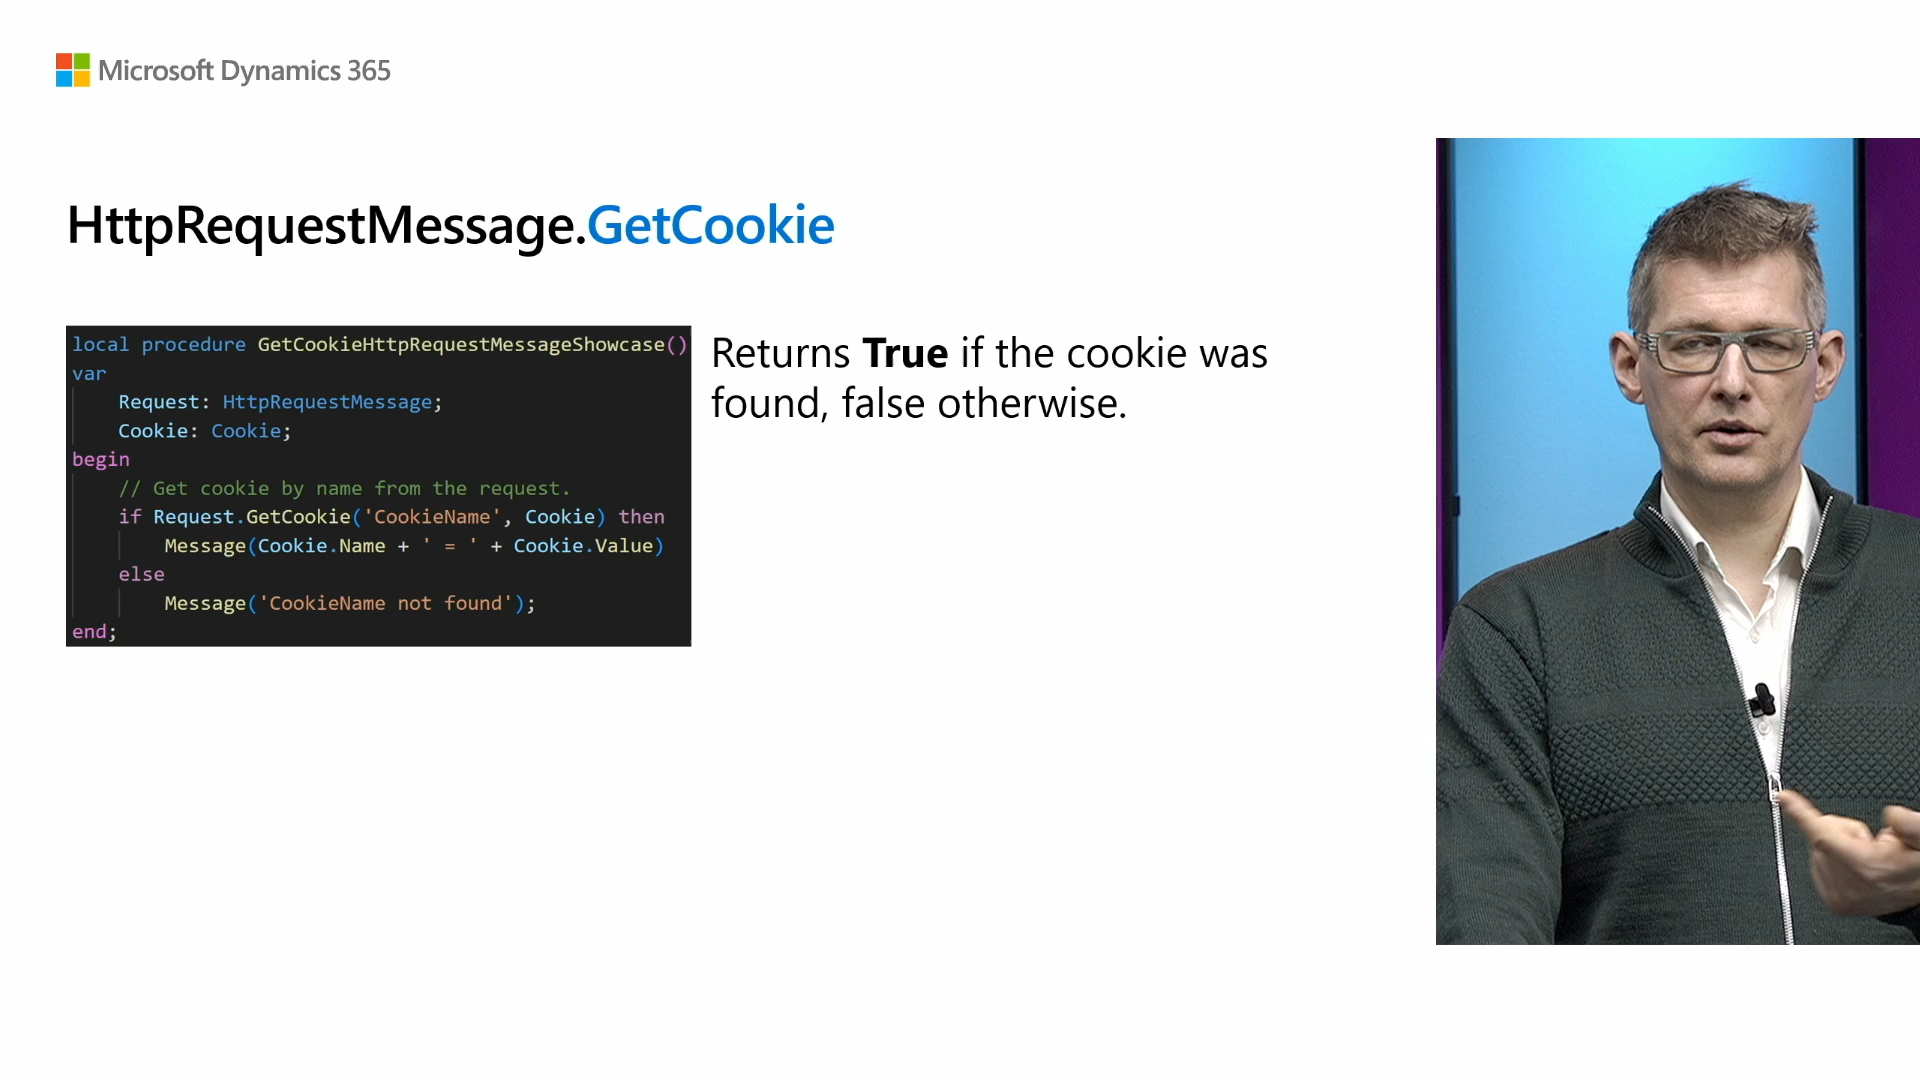 Microsoft Dynamics 365
HttpRequestMessage.GetCookie
local procedure GetCookieHttpRequestMessageShowcase()
var
    Request: HttpRequestMessage;
    Cookie: Cookie;
begin
    // Get cookie by name from the request.
    if Request.GetCookie('CookieName', Cookie) then
        Message(Cookie.Name + ' = ' + Cookie.Value)
    else
        Message('CookieName not found');
end;
Returns True if the cookie was
found, false otherwise.